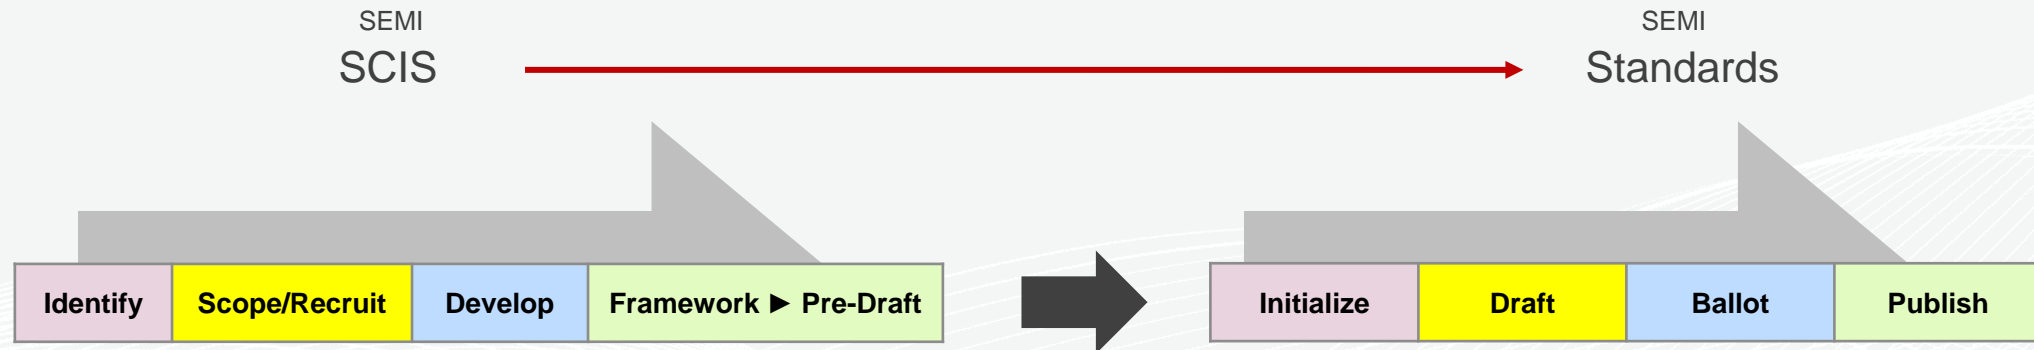 SEMI
SCIS
SEMI
Standards
Identify
Scope/Recruit
Develop
Framework ► Pre-Draft
Initialize
Draft
Ballot
Publish